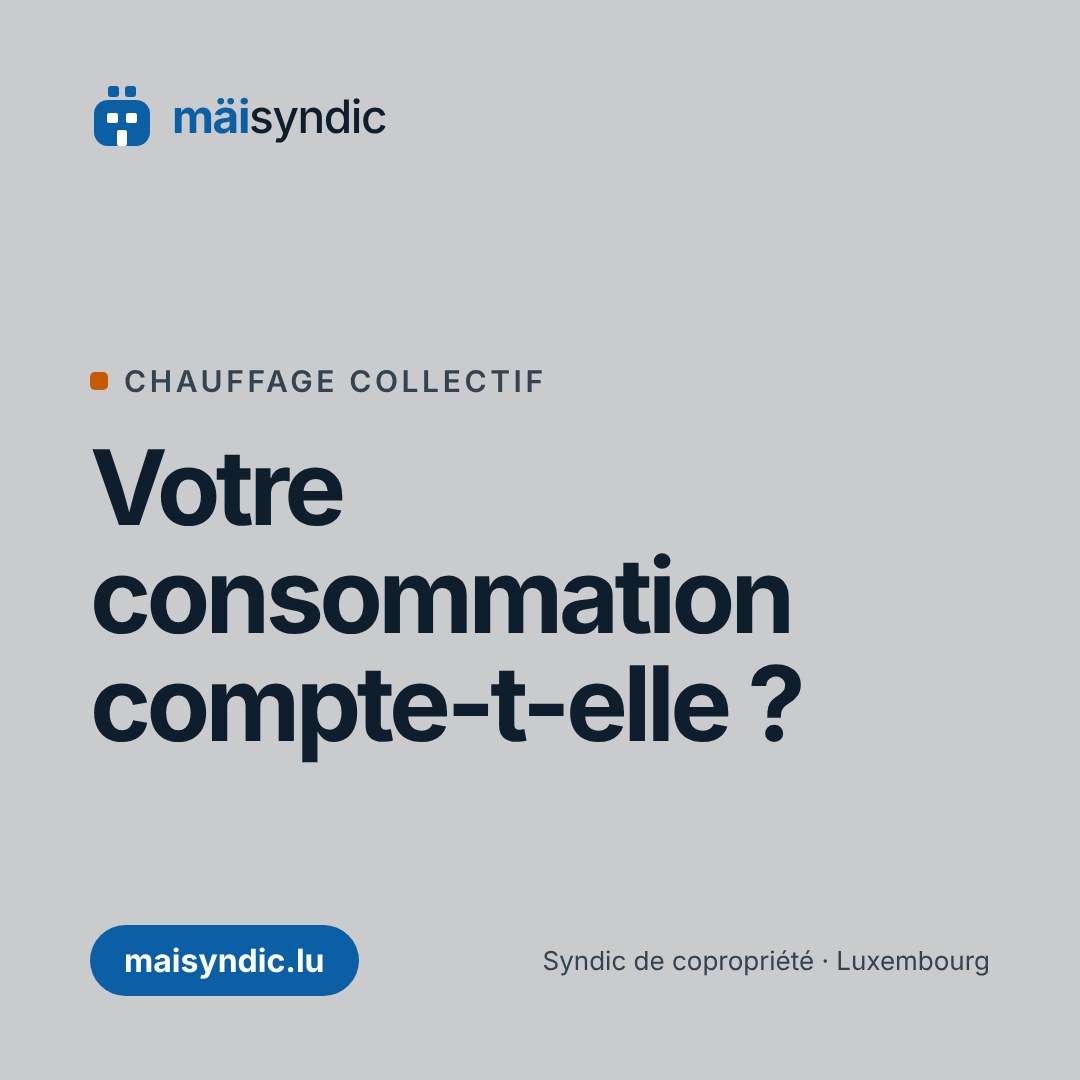 mäisyndic
CHAUFFAGE COLLECTIF
Votre
consommation
compte-t-elle ?
maisyndic.lu
Syndic de copropriété · Luxembourg